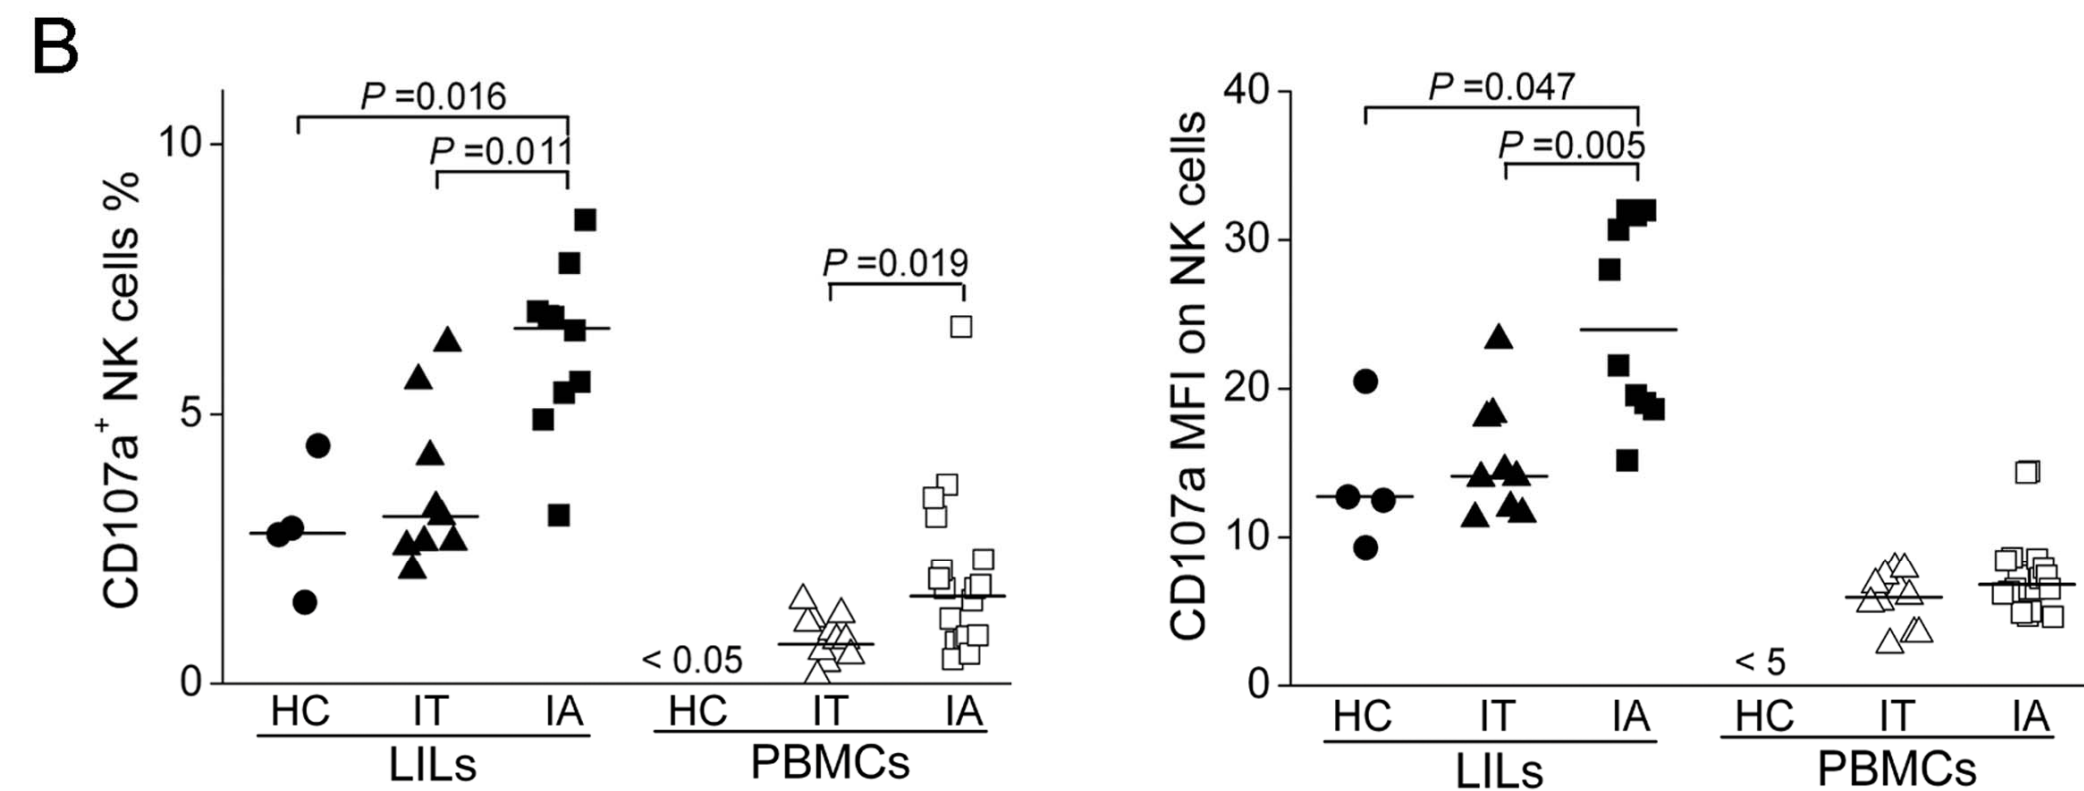 B
P =0.016
P =0.011
P =0.019
CD107a⁺ NK cells %
10
5
0
< 0.05
HC IT IA HC IT IA
LILs PBMCs
P =0.047
P =0.005
CD107a MFI on NK cells
40
30
20
10
0
< 5
HC IT IA HC IT IA
LILs PBMCs